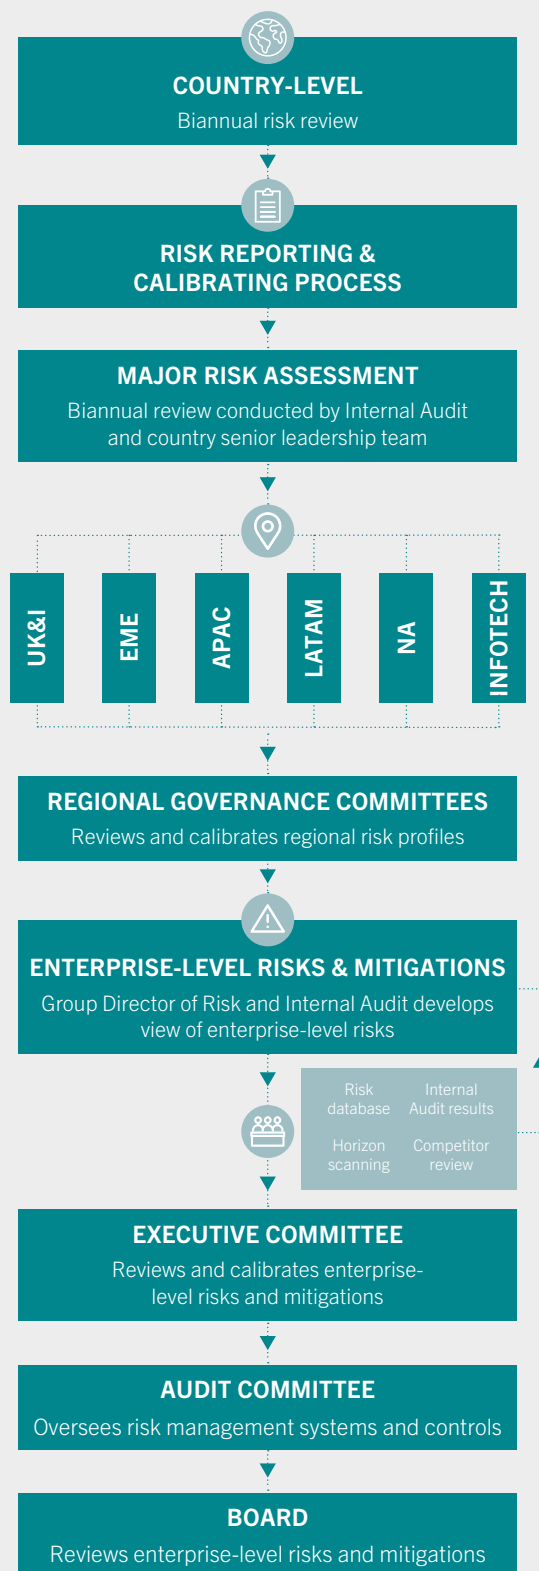 COUNTRY-LEVEL
Biannual risk review
RISK REPORTING &
CALIBRATING PROCESS
MAJOR RISK ASSESSMENT
Biannual review conducted by Internal Audit
and country senior leadership team
UK&I
EME
APAC
LATAM
NA
INFOTECH
REGIONAL GOVERNANCE COMMITTEES
Reviews and calibrates regional risk profiles
ENTERPRISE-LEVEL RISKS & MITIGATIONS
Group Director of Risk and Internal Audit develops
view of enterprise-level risks
Risk
database
Internal
Audit results
Horizon
scanning
Competitor
review
EXECUTIVE COMMITTEE
Reviews and calibrates enterprise-
level risks and mitigations
AUDIT COMMITTEE
Oversees risk management systems and controls
BOARD
Reviews enterprise-level risks and mitigations